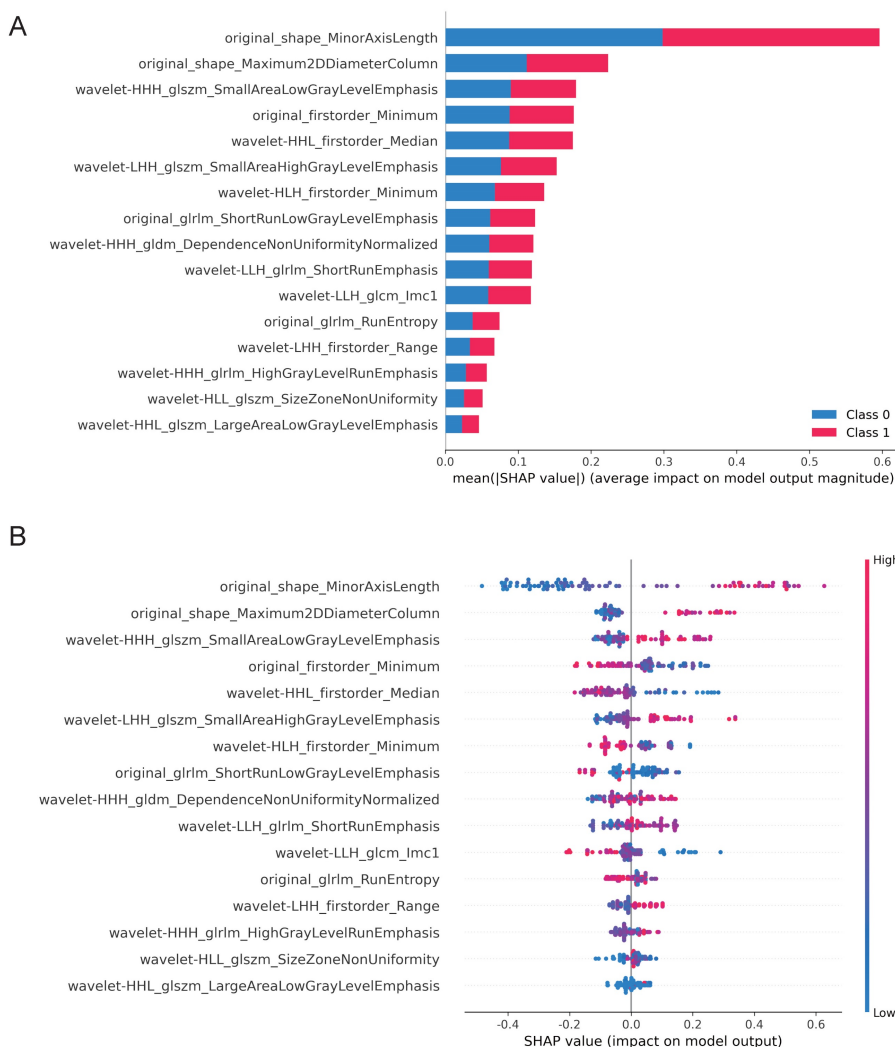 A
original_shape_MinorAxisLength
original_shape_Maximum2DDiameterColumn
wavelet-HHH_glszm_SmallAreaLowGrayLevelEmphasis
original_firstorder_Minimum
wavelet-HHL_firstorder_Median
wavelet-LHH_glszm_SmallAreaHighGrayLevelEmphasis
wavelet-HLH_firstorder_Minimum
original_glrlm_ShortRunLowGrayLevelEmphasis
wavelet-HHH_gldm_DependenceNonUniformityNormalized
wavelet-LLH_glrlm_ShortRunEmphasis
wavelet-LLH_glcm_Imc1
original_glrlm_RunEntropy
wavelet-LHH_firstorder_Range
wavelet-HHH_glrlm_HighGrayLevelRunEmphasis
wavelet-HLL_glszm_SizeZoneNonUniformity
wavelet-HHL_glszm_LargeAreaLowGrayLevelEmphasis
Class 0
Class 1
0.0 0.1 0.2 0.3 0.4 0.5 0.6
mean(|SHAP value|) (average impact on model output magnitude)
B
High
original_shape_MinorAxisLength
original_shape_Maximum2DDiameterColumn
wavelet-HHH_glszm_SmallAreaLowGrayLevelEmphasis
original_firstorder_Minimum
wavelet-HHL_firstorder_Median
wavelet-LHH_glszm_SmallAreaHighGrayLevelEmphasis
wavelet-HLH_firstorder_Minimum
original_glrlm_ShortRunLowGrayLevelEmphasis
wavelet-HHH_gldm_DependenceNonUniformityNormalized
wavelet-LLH_glrlm_ShortRunEmphasis
wavelet-LLH_glcm_Imc1
original_glrlm_RunEntropy
wavelet-LHH_firstorder_Range
wavelet-HHH_glrlm_HighGrayLevelRunEmphasis
wavelet-HLL_glszm_SizeZoneNonUniformity
wavelet-HHL_glszm_LargeAreaLowGrayLevelEmphasis
Low
-0.4 -0.2 0.0 0.2 0.4 0.6
SHAP value (impact on model output)